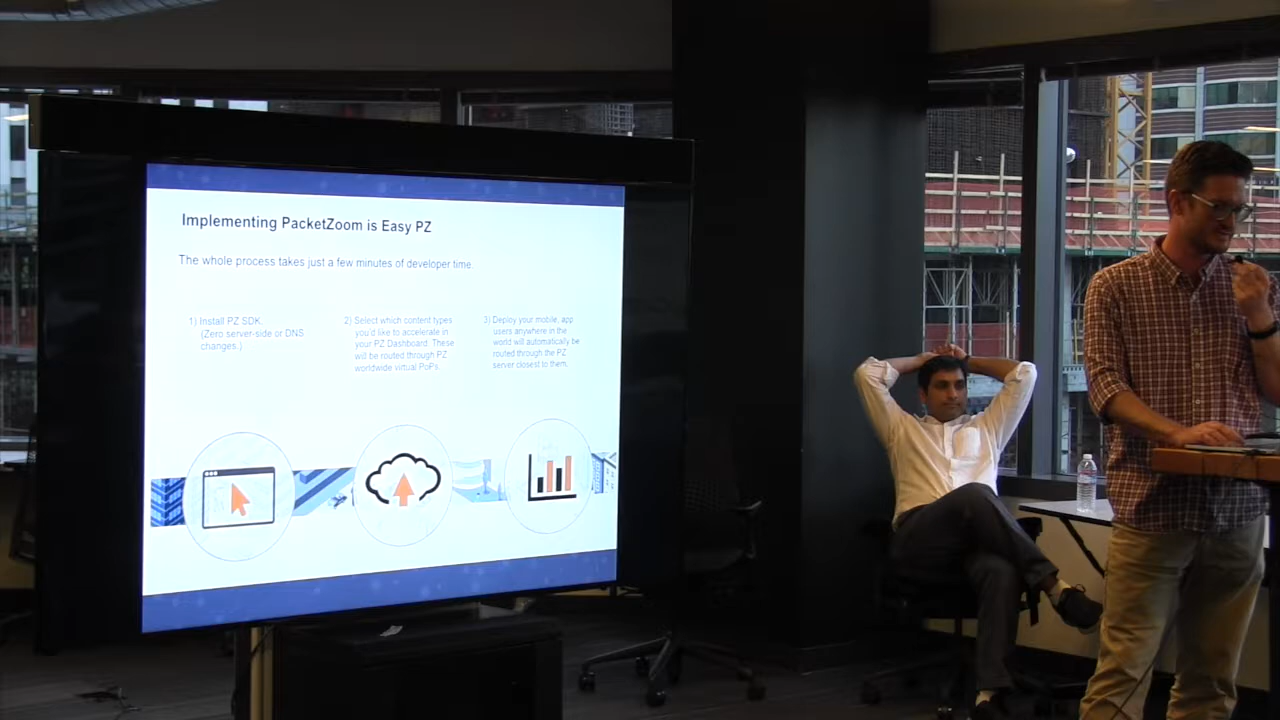 Implementing PacketZoom is Easy PZ
The whole process takes just a few minutes of developer time.
1) Install PZ SDK.
(Zero server-side or DNS
changes.)
2) Select which content types
you'd like to accelerate in
your PZ Dashboard. These
will be routed through PZ
worldwide virtual PoPs.
3) Deploy your mobile, app
users anywhere in the
world will automatically be
routed through the PZ
server closest to them.